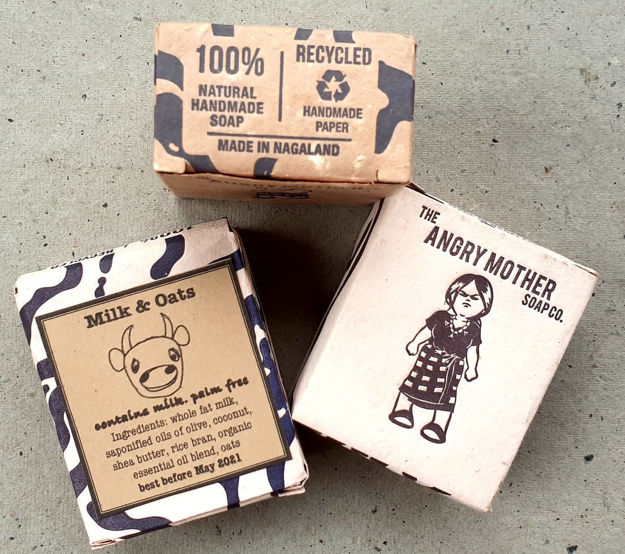 100%
NATURAL
HANDMADE
SOAP
RECYCLED
HANDMADE
PAPER
MADE IN NAGALAND
THE
ANGRY MOTHER
SOAP CO.
Milk & Oats
contains milk. palm free
Ingredients: whole fat milk,
saponified oils of olive, coconut,
shea butter, rice bran, organic
essential oil blend, oats
best before May 2021